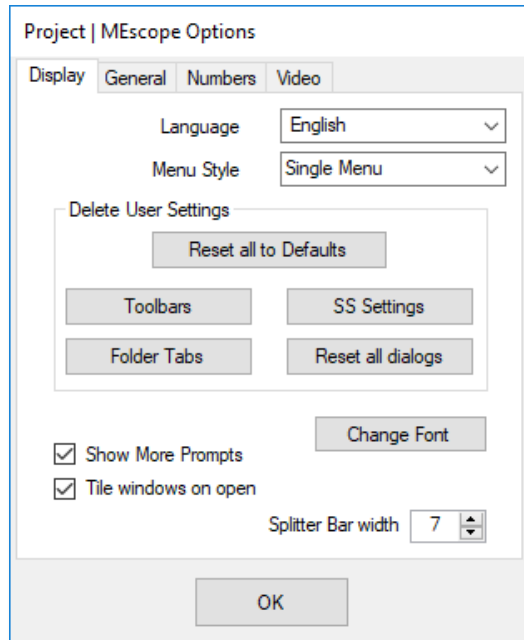 Project | MEscope Options
Display General Numbers Video
Language English
Menu Style Single Menu
Delete User Settings
Reset all to Defaults
Toolbars SS Settings
Folder Tabs Reset all dialogs
Change Font
Show More Prompts
Tile windows on open
Splitter Bar width 7
OK